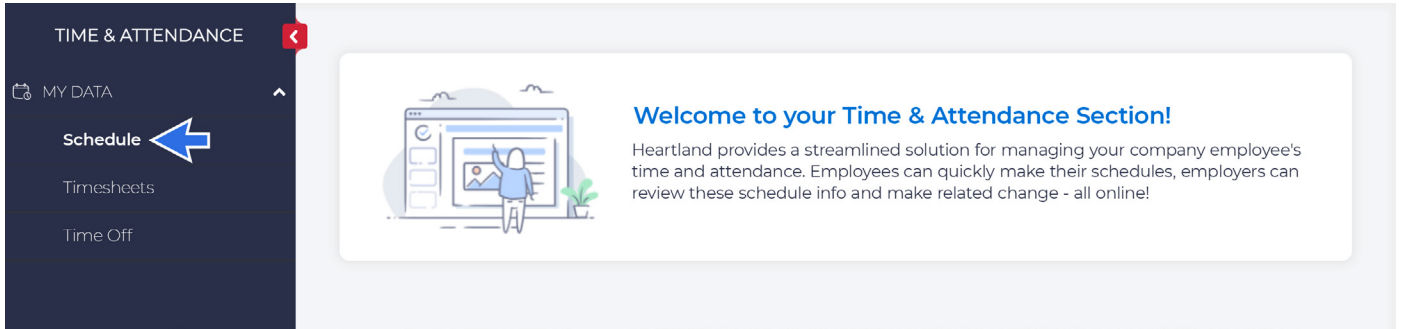 TIME & ATTENDANCE
MY DATA
Schedule
Timesheets
Time Off
Welcome to your Time & Attendance Section!
Heartland provides a streamlined solution for managing your company employee's
time and attendance. Employees can quickly make their schedules, employers can
review these schedule info and make related change - all online!